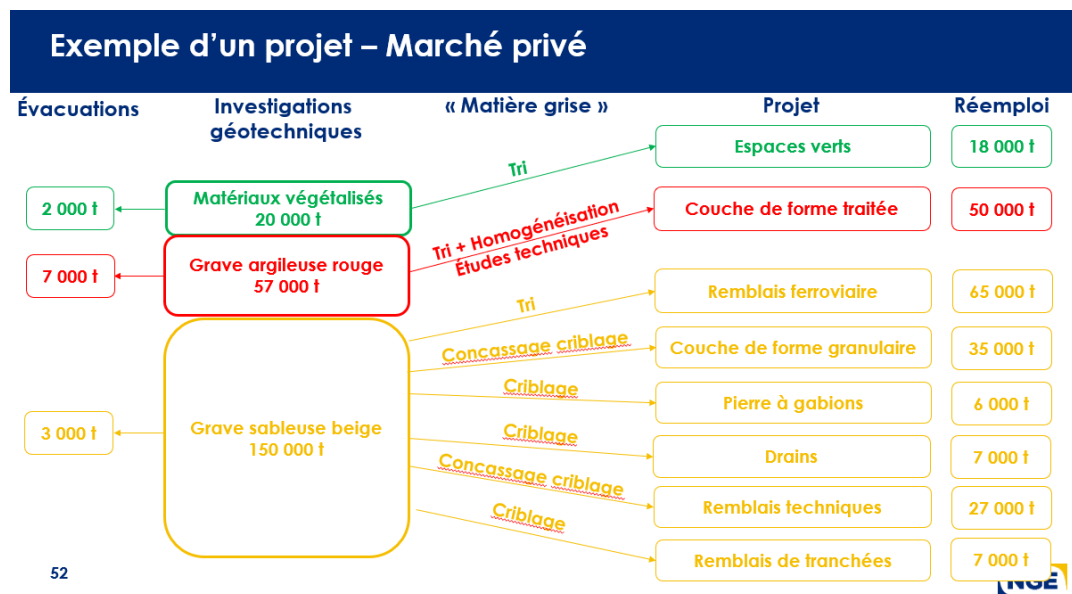 Exemple d'un projet – Marché privé
Évacuations
Investigations
géotechniques
« Matière grise »
Projet
Réemploi
2 000 t
Matériaux végétalisés
20 000 t
Tri
Espaces verts
18 000 t
7 000 t
Grave argileuse rouge
57 000 t
Tri + Homogénéisation
Études techniques
Couche de forme traitée
50 000 t
3 000 t
Grave sableuse beige
150 000 t
Tri
Remblais ferroviaire
65 000 t
Concassage criblage
Couche de forme granulaire
35 000 t
Criblage
Pierre à gabions
6 000 t
Criblage
Drains
7 000 t
Concassage criblage
Remblais techniques
27 000 t
Criblage
Remblais de tranchées
7 000 t
52
NGE